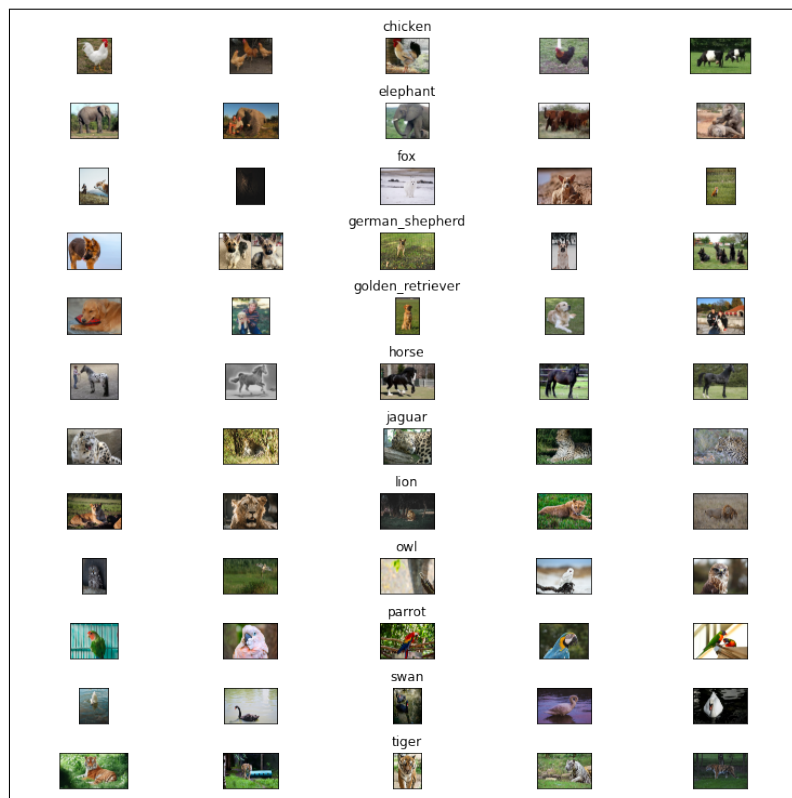 chicken
elephant
fox
german_shepherd
golden_retriever
horse
jaguar
lion
owl
parrot
swan
tiger